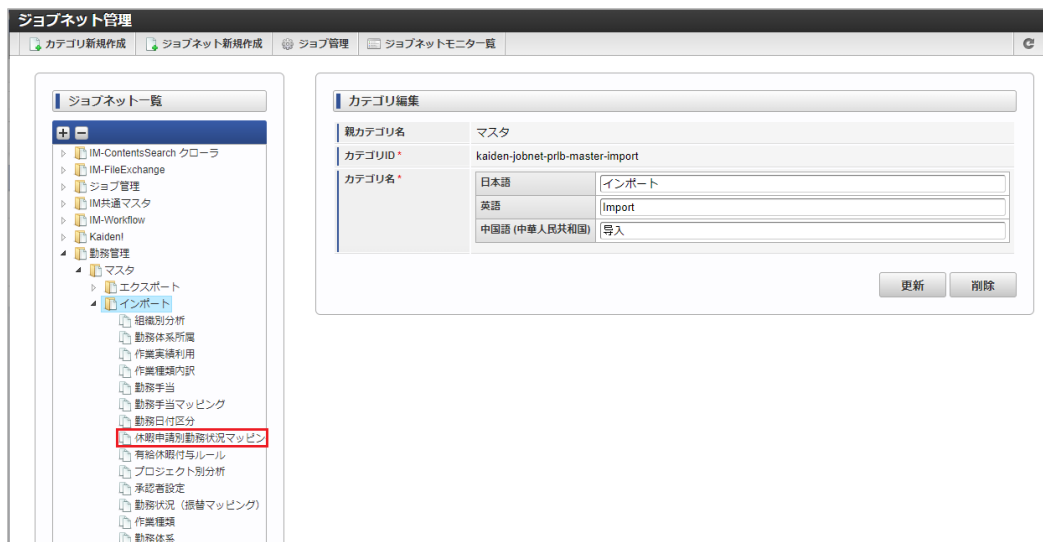 ジョブネット管理
カテゴリ新規作成 ジョブネット新規作成 ジョブ管理 ジョブネットモニター覧
ジョブネット一覧
IM-ContentsSearch クローラ
IM-FileExchange
ジョブ管理
IM共通マスタ
IM-Workflow
Kaiden!
勤務管理
マスタ
エクスポート
インポート
組織別分析
勤務体系所属
作業実績利用
作業種類内訳
勤務手当
勤務手当マッピング
勤務日付区分
休暇申請別勤務状況マッピン
有給休暇付与ルール
プロジェクト別分析
承認者設定
勤務状況（振替マッピング）
作業種類
勤務体系
カテゴリ編集
親カテゴリ名 マスタ
カテゴリID * kaiden-jobnet-prlb-master-import
カテゴリ名 * 日本語 インポート
英語 Import
中国語 (中華人民共和国) 导入
更新 削除